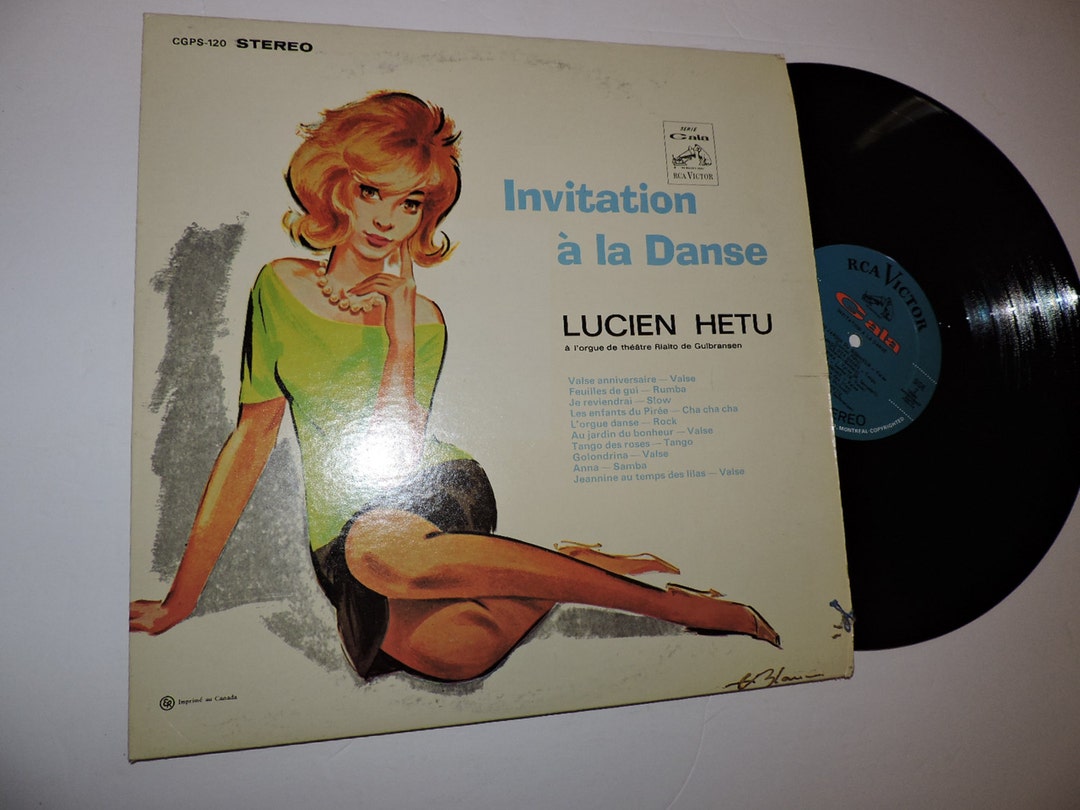 CGPS-120 STEREO
SERIE
Gala
RCA VICTOR
Invitation
à la Danse
LUCIEN HETU
à l'orgue de théâtre Rialto de Gulbransen
Valse anniversaire — Valse
Feuilles de gui — Rumba
Je reviendrai — Slow
Les enfants du Pirée — Cha cha cha
L'orgue danse — Rock
Au jardin du bonheur — Valse
Tango des roses — Tango
Golondrina — Valse
Anna — Samba
Jeannine au temps des lilas — Valse
Imprimé au Canada
RCA VICTOR
Gala
MONTREAL-COPYRIGHTED